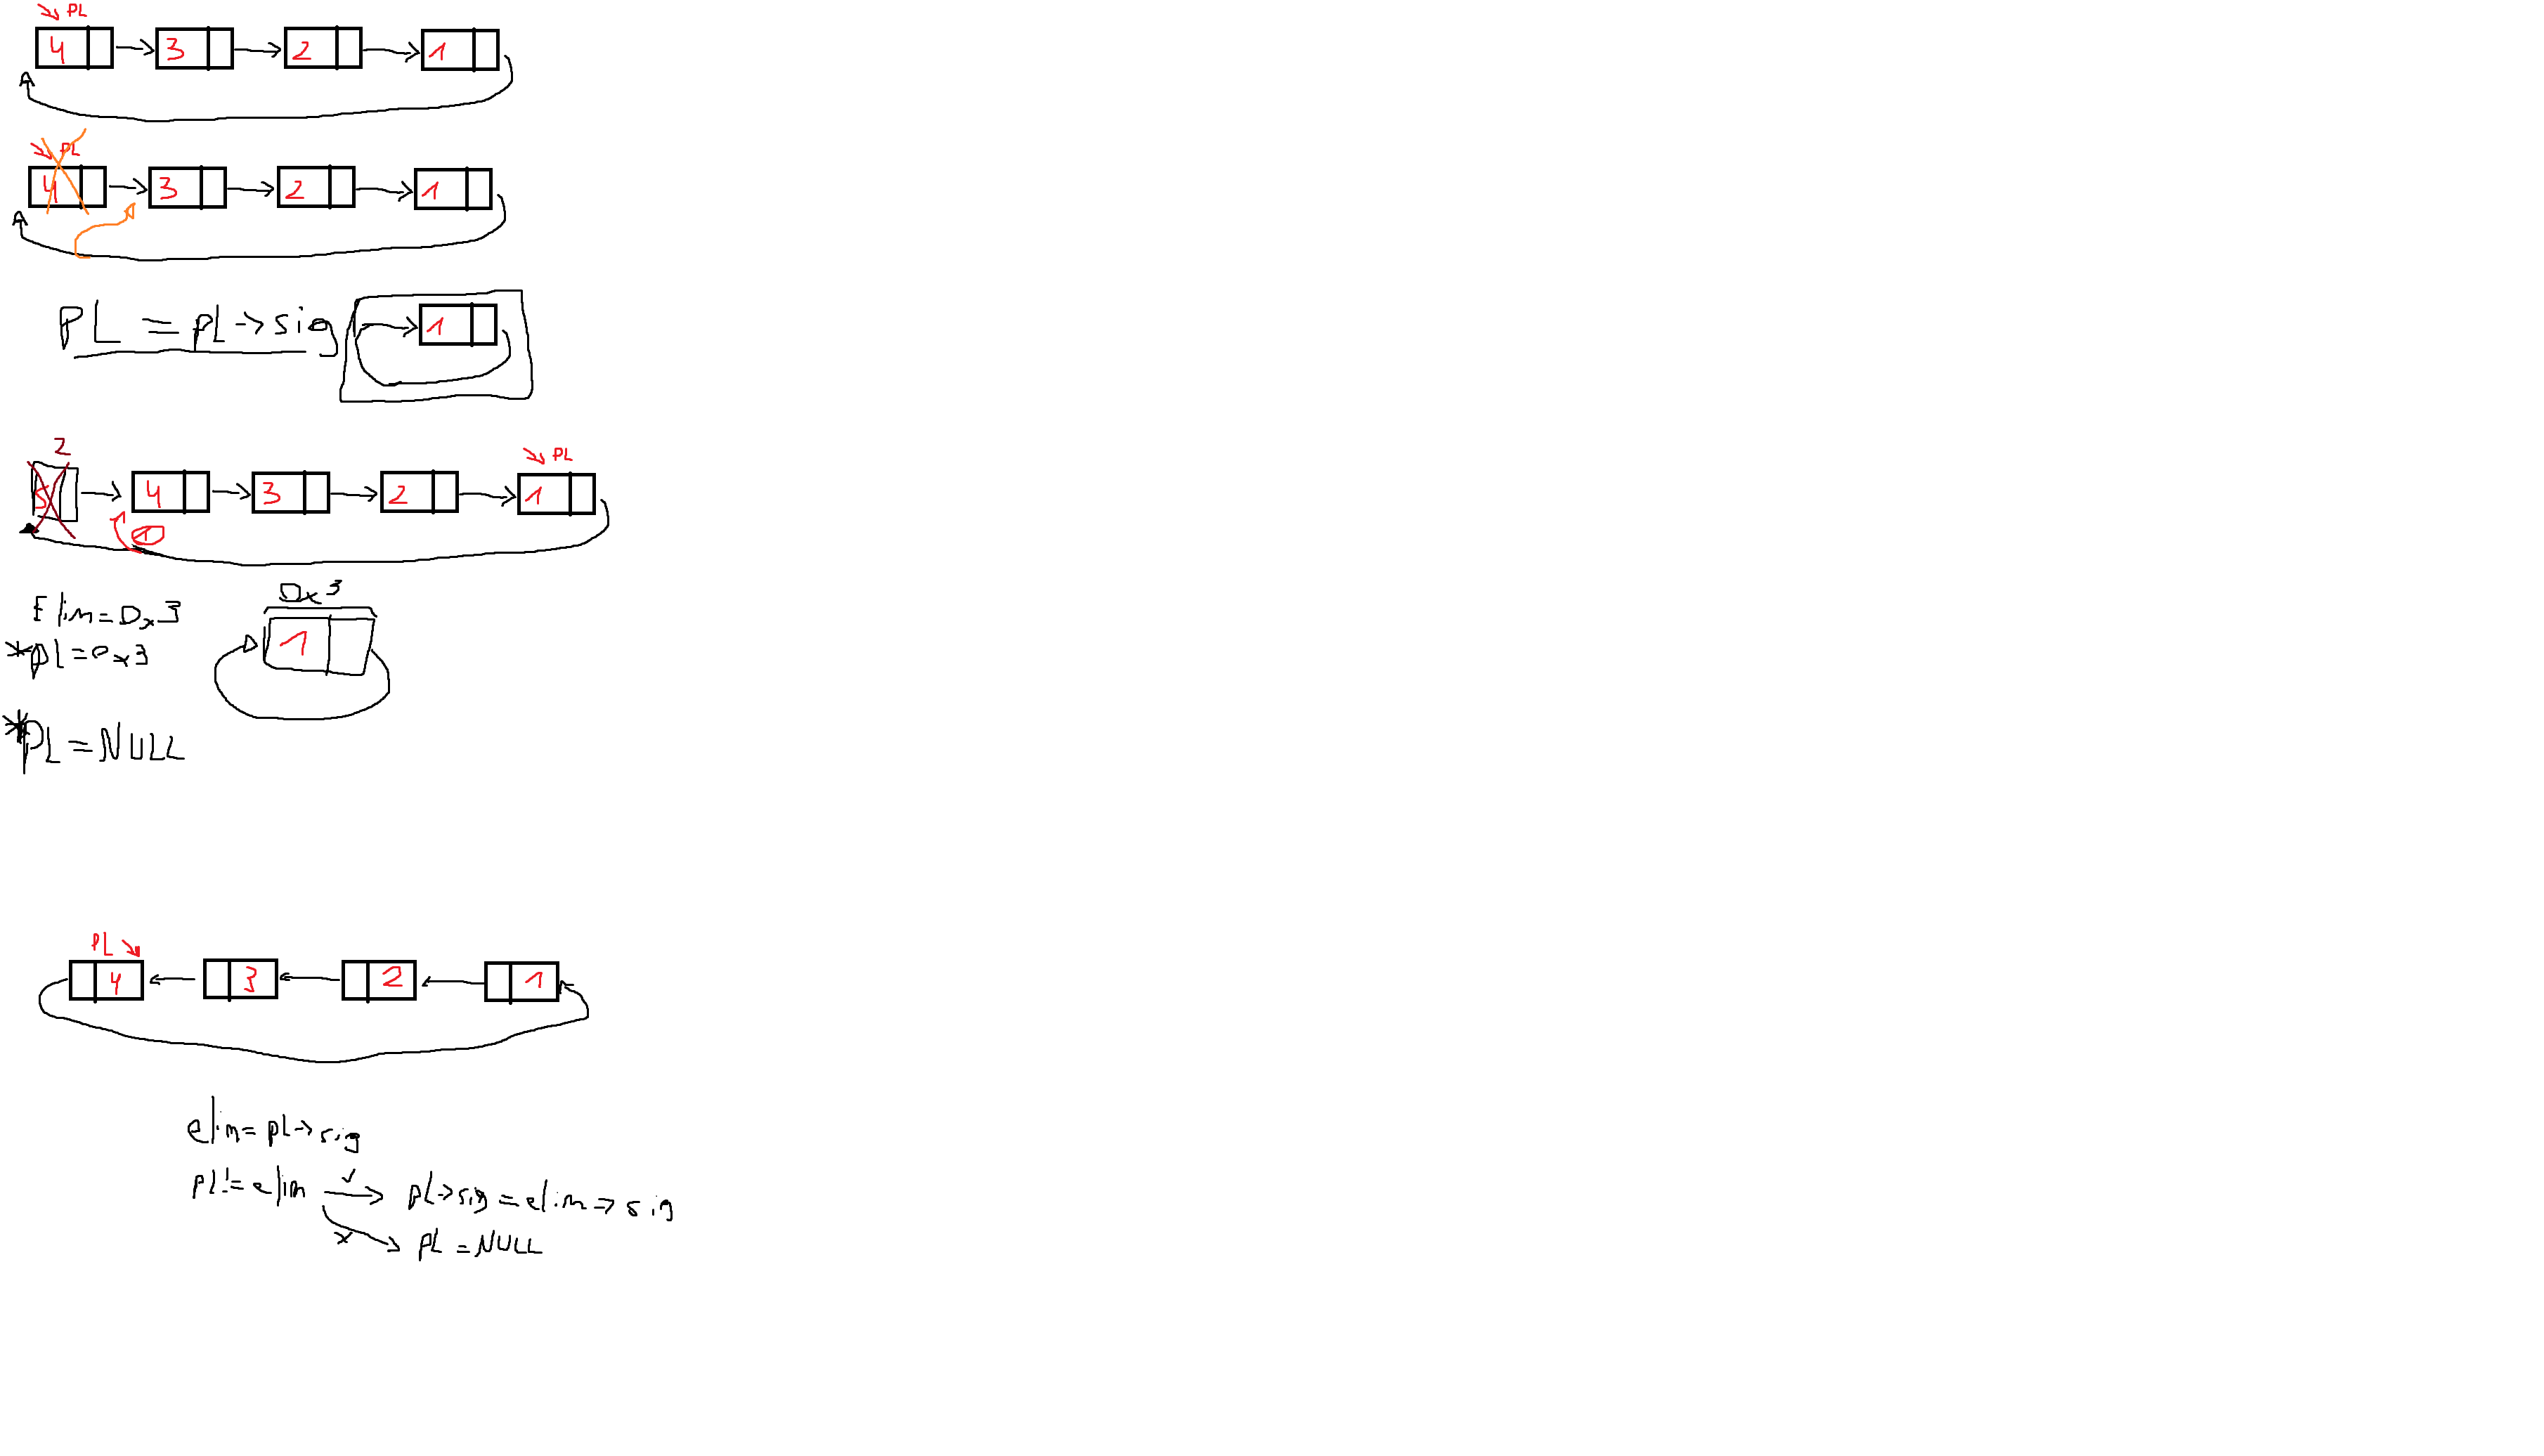 PL
4 3 2 1
PL
4 3 2 1
PL = pL->sig
1
2
PL
5 4 3 2 1
1
Elim=0x3
0x3
1
*pL=0x3
*PL=NULL
PL
4 3 2 1
elim=pL->sig
pL!=elim pL->sig=elim->sig
x pL=NULL